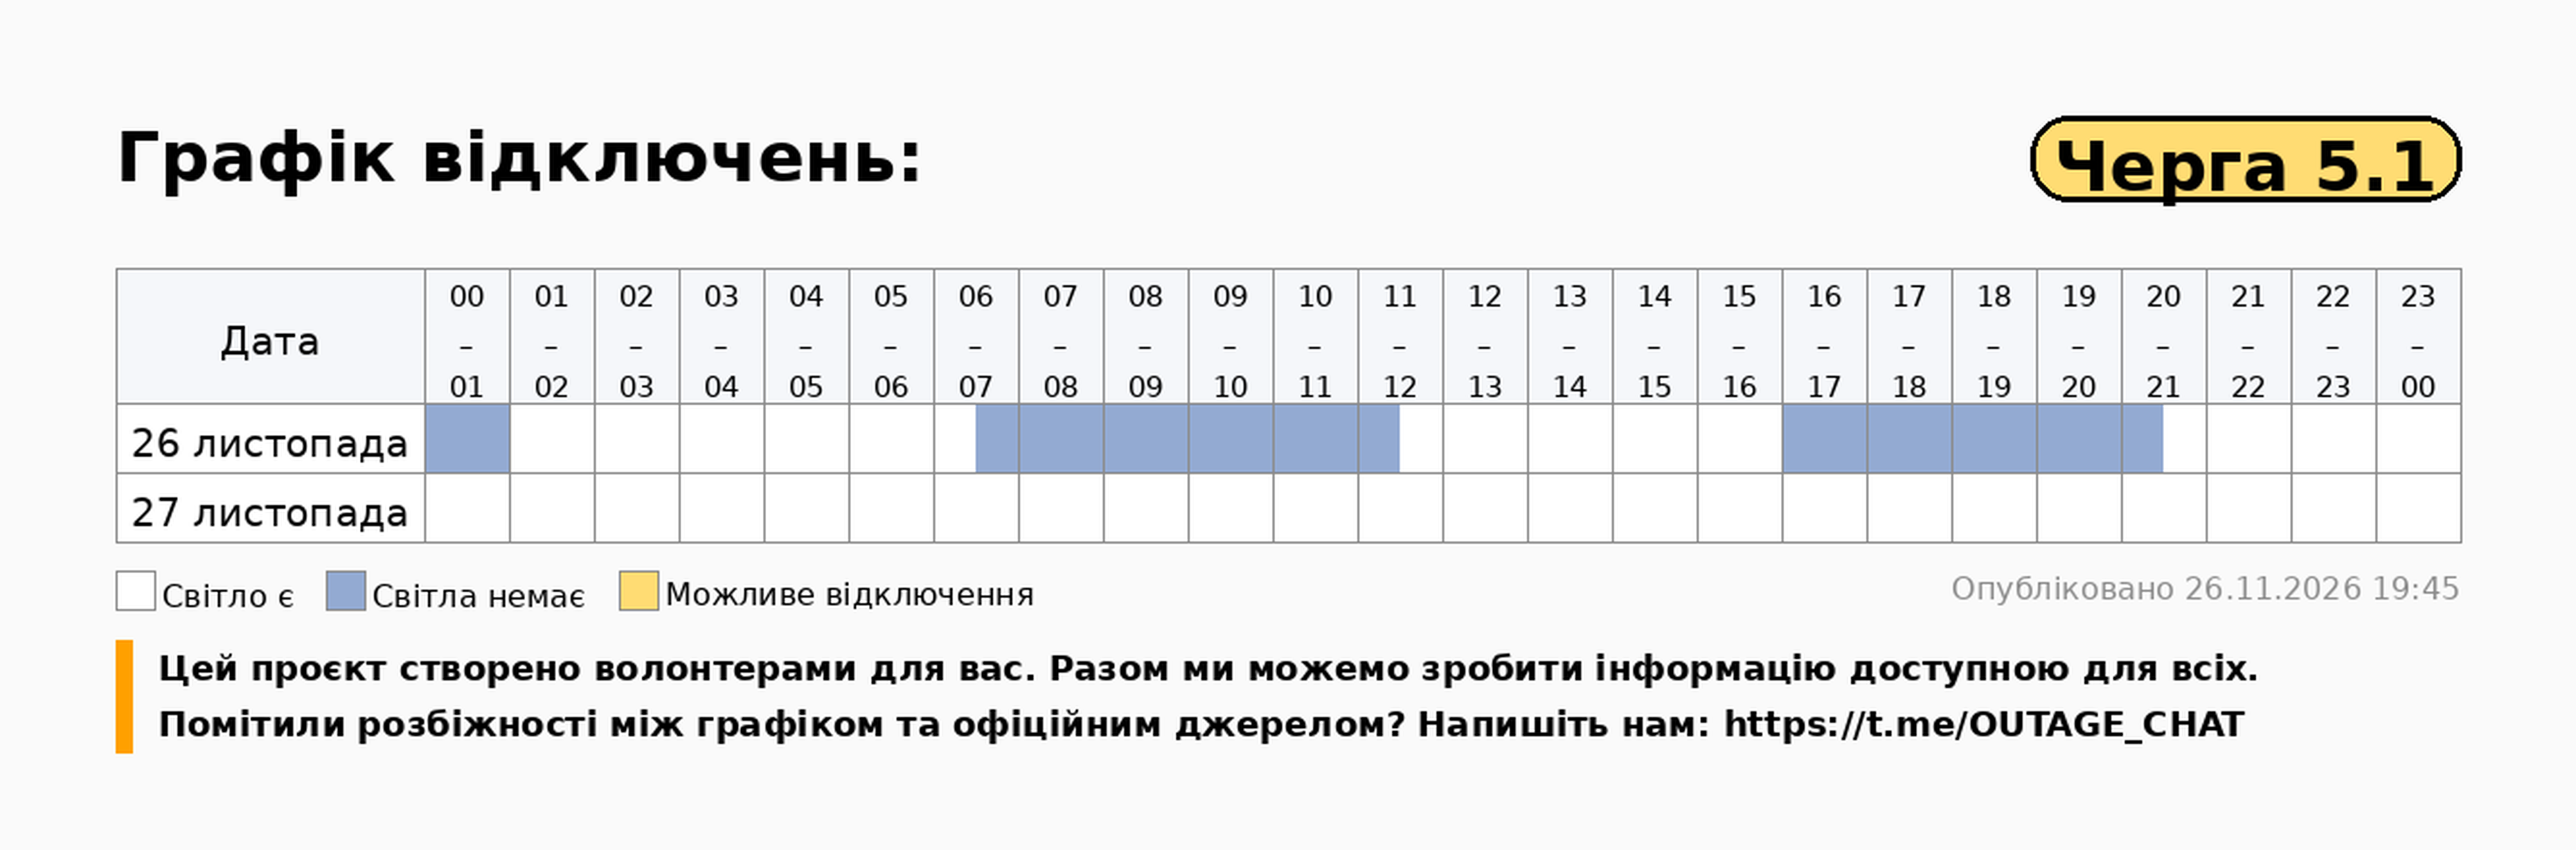 Графік відключень:
Черга 5.1
Дата 00 – 01 01 – 02 02 – 03 03 – 04 04 – 05 05 – 06 06 – 07 07 – 08 08 – 09 09 – 10 10 – 11 11 – 12 12 – 13 13 – 14 14 – 15 15 – 16 16 – 17 17 – 18 18 – 19 19 – 20 20 – 21 21 – 22 22 – 23 23 – 00
26 листопада
27 листопада
Світло є Світла немає Можливе відключення
Опубліковано 26.11.2026 19:45
Цей проєкт створено волонтерами для вас. Разом ми можемо зробити інформацію доступною для всіх.
Помітили розбіжності між графіком та офіційним джерелом? Напишіть нам: https://t.me/OUTAGE_CHAT